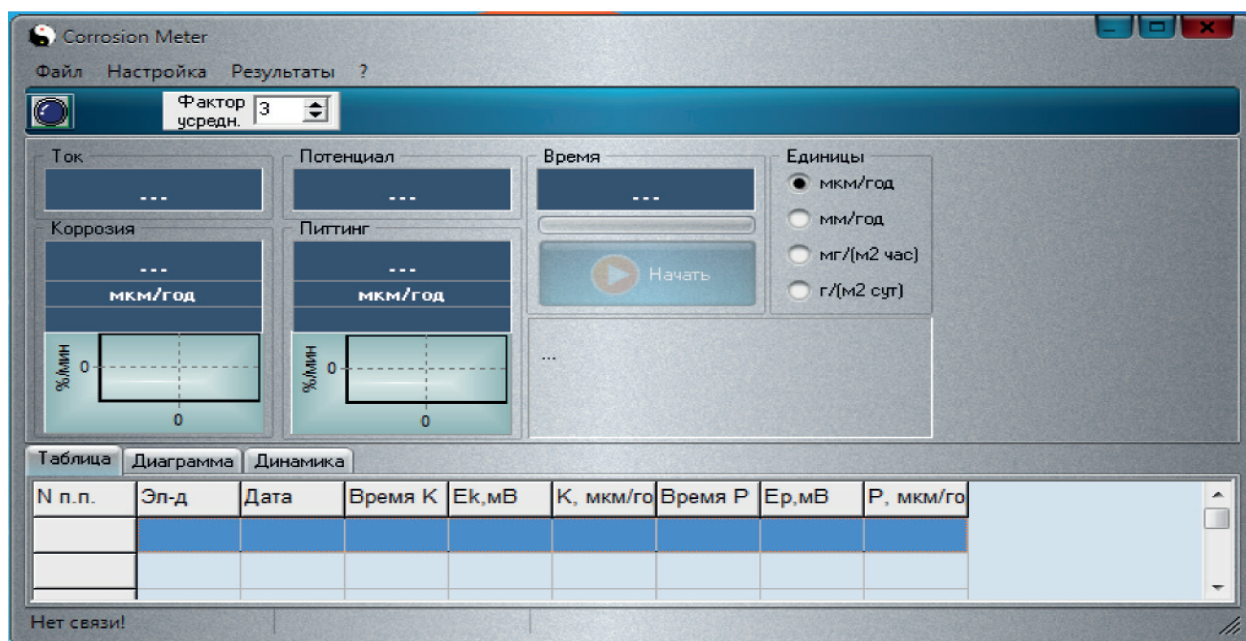 Corrosion Meter
Файл Настройка Результаты ?
Фактор усредн. 3
Ток
---
Потенциал
---
Время
---
Единицы
мкм/год
мм/год
мг/(м2 час)
г/(м2 сут)
Коррозия
---
мкм/год
%/мин
0
0
Питтинг
---
мкм/год
%/мин
0
0
Начать
...
Таблица Диаграмма Динамика
N п.п. Эл-д Дата Время K Ek,мВ K, мкм/го Время P Ep,мВ P, мкм/го
Нет связи!